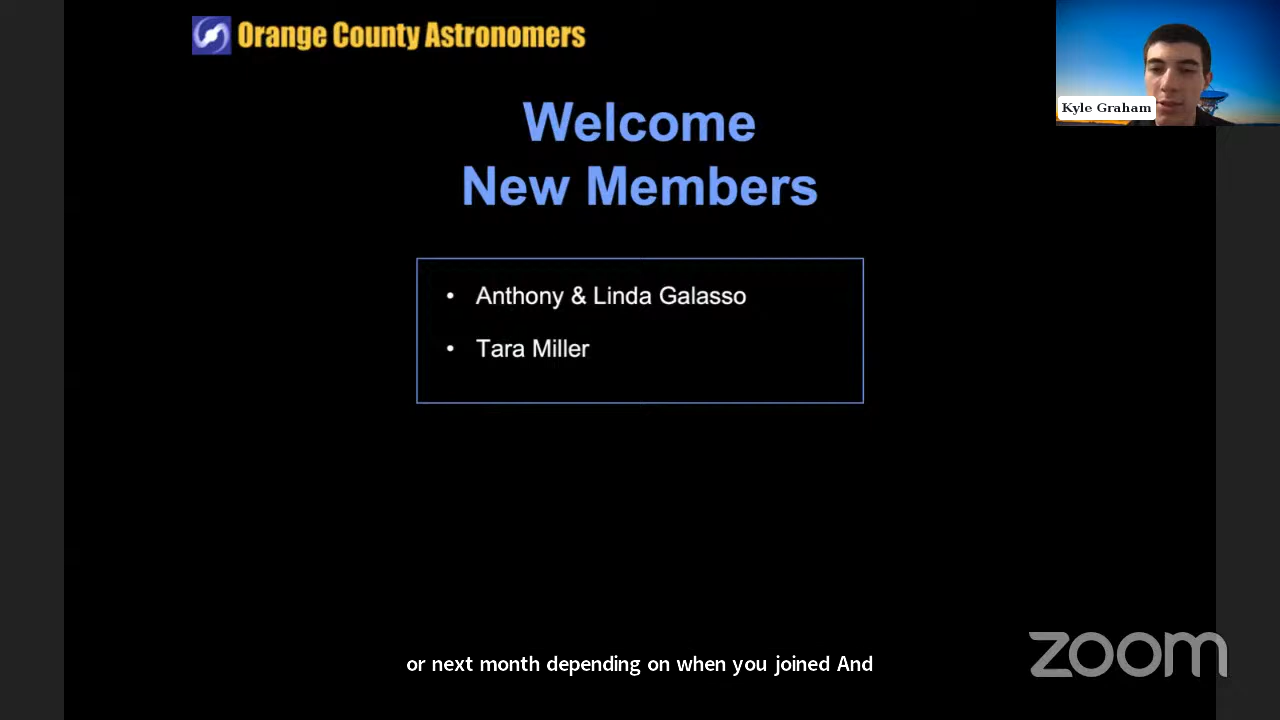 Orange County Astronomers
Kyle Graham
Welcome
New Members
• Anthony & Linda Galasso
• Tara Miller
or next month depending on when you joined And
zoom